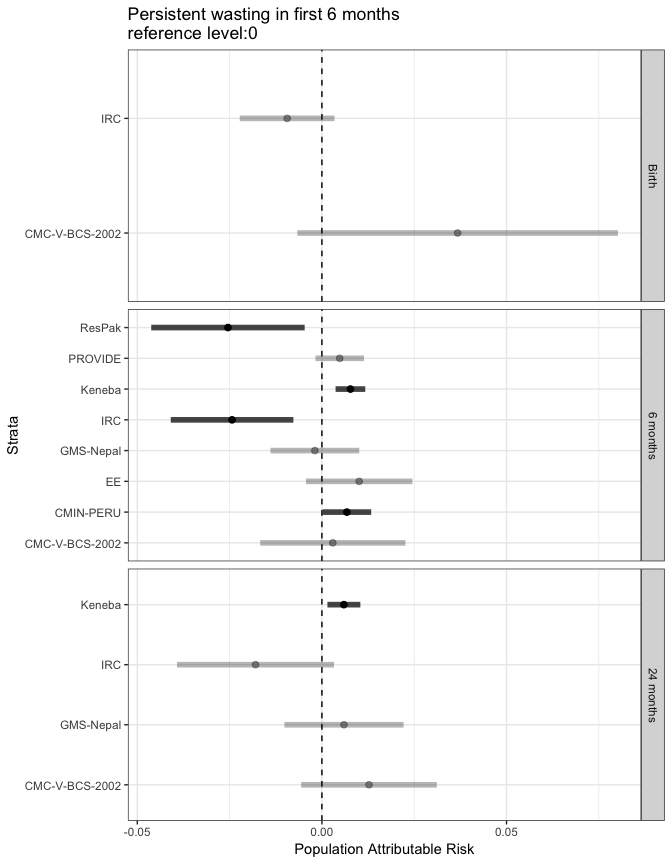 Persistent wasting in first 6 months
reference level:0
IRC
CMC-V-BCS-2002
Birth
ResPak
PROVIDE
Keneba
IRC
GMS-Nepal
EE
CMIN-PERU
CMC-V-BCS-2002
6 months
Keneba
IRC
GMS-Nepal
CMC-V-BCS-2002
24 months
Strata
-0.05
0.00
0.05
Population Attributable Risk